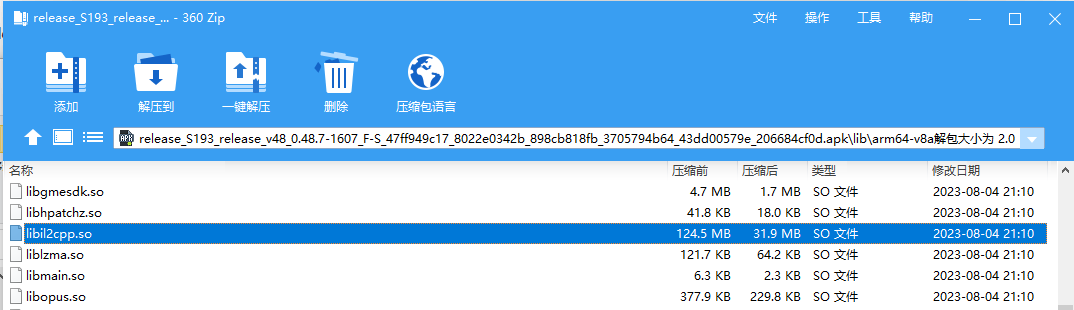 release_S193_release_... - 360 Zip 文件 操作 工具 帮助
添加 解压到 一键解压 删除 压缩包语言
APK release_S193_release_v48_0.48.7-1607_F-S_47ff949c17_8022e0342b_898cb818fb_3705794b64_43dd00579e_206684cf0d.apk\lib\arm64-v8a解包大小为 2.0
名称 压缩前 压缩后 类型 修改日期
libgmesdk.so 4.7 MB 1.7 MB SO 文件 2023-08-04 21:10
libhpatchz.so 41.8 KB 18.0 KB SO 文件 2023-08-04 21:10
libil2cpp.so 124.5 MB 31.9 MB SO 文件 2023-08-04 21:10
liblzma.so 121.7 KB 64.2 KB SO 文件 2023-08-04 21:10
libmain.so 6.3 KB 2.3 KB SO 文件 2023-08-04 21:10
libopus.so 377.9 KB 229.8 KB SO 文件 2023-08-04 21:10